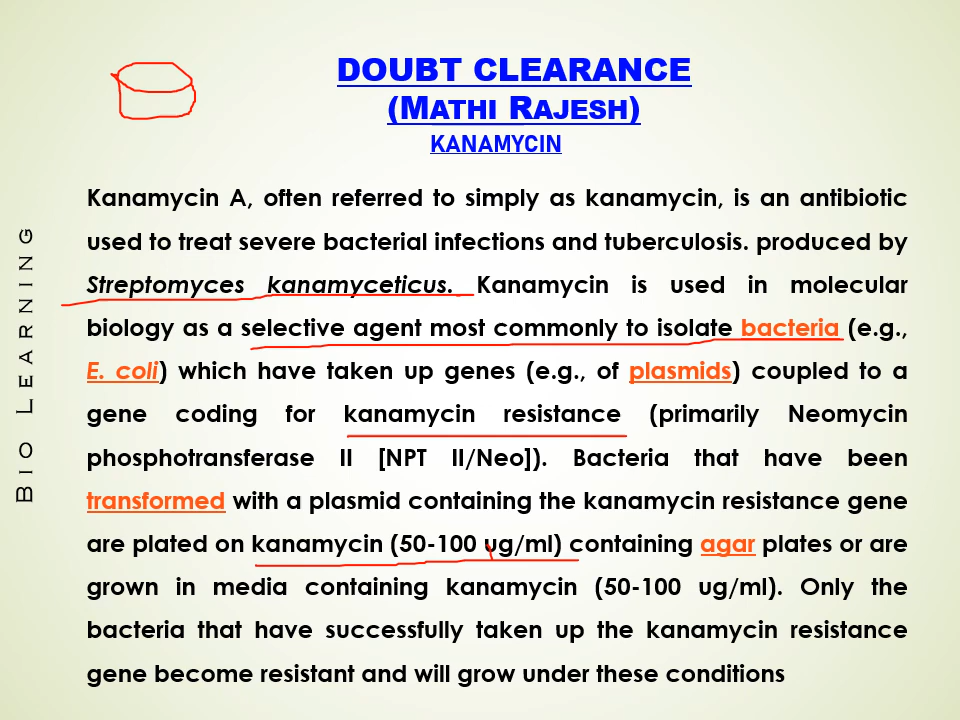 DOUBT CLEARANCE
(MATHI RAJESH)
KANAMYCIN
Kanamycin A, often referred to simply as kanamycin, is an antibiotic
used to treat severe bacterial infections and tuberculosis. produced by
Streptomyces kanamyceticus. Kanamycin is used in molecular
biology as a selective agent most commonly to isolate bacteria (e.g.,
E. coli) which have taken up genes (e.g., of plasmids) coupled to a
gene coding for kanamycin resistance (primarily Neomycin
phosphotransferase II [NPT II/Neo]). Bacteria that have been
transformed with a plasmid containing the kanamycin resistance gene
are plated on kanamycin (50-100 ug/ml) containing agar plates or are
grown in media containing kanamycin (50-100 ug/ml). Only the
bacteria that have successfully taken up the kanamycin resistance
gene become resistant and will grow under these conditions
BIO LEARNING